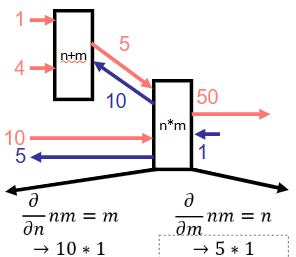 1
n+m
5
4
10
50
n*m
10
5
1
∂/∂n nm = m
∂/∂m nm = n
→ 10 * 1
→ 5 * 1